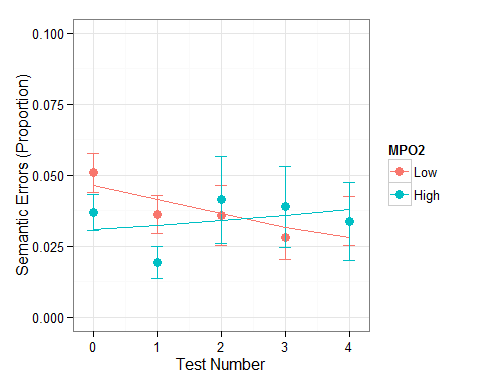 0.100
0.075
0.050
0.025
0.000
Semantic Errors (Proportion)
0 1 2 3 4
Test Number
MPO2
Low
High